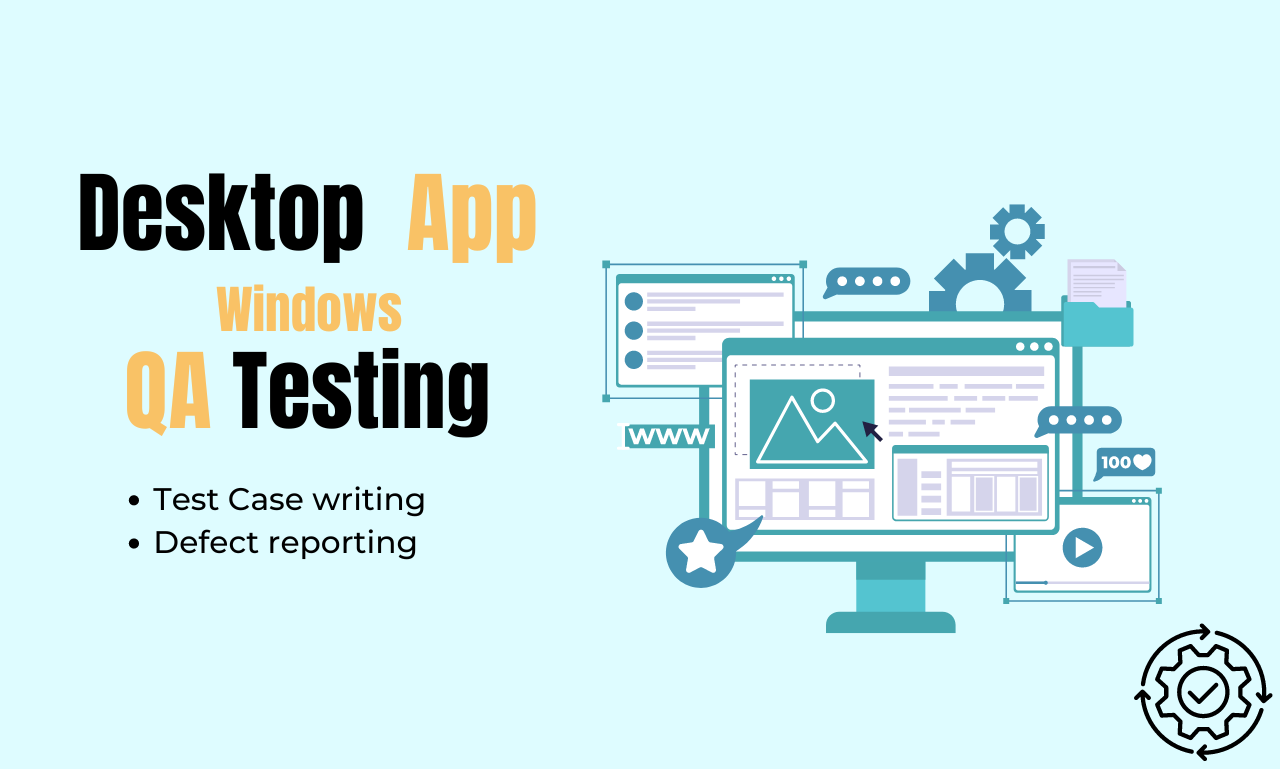 Desktop App
Windows
QA Testing
• Test Case writing
• Defect reporting
WWW
100